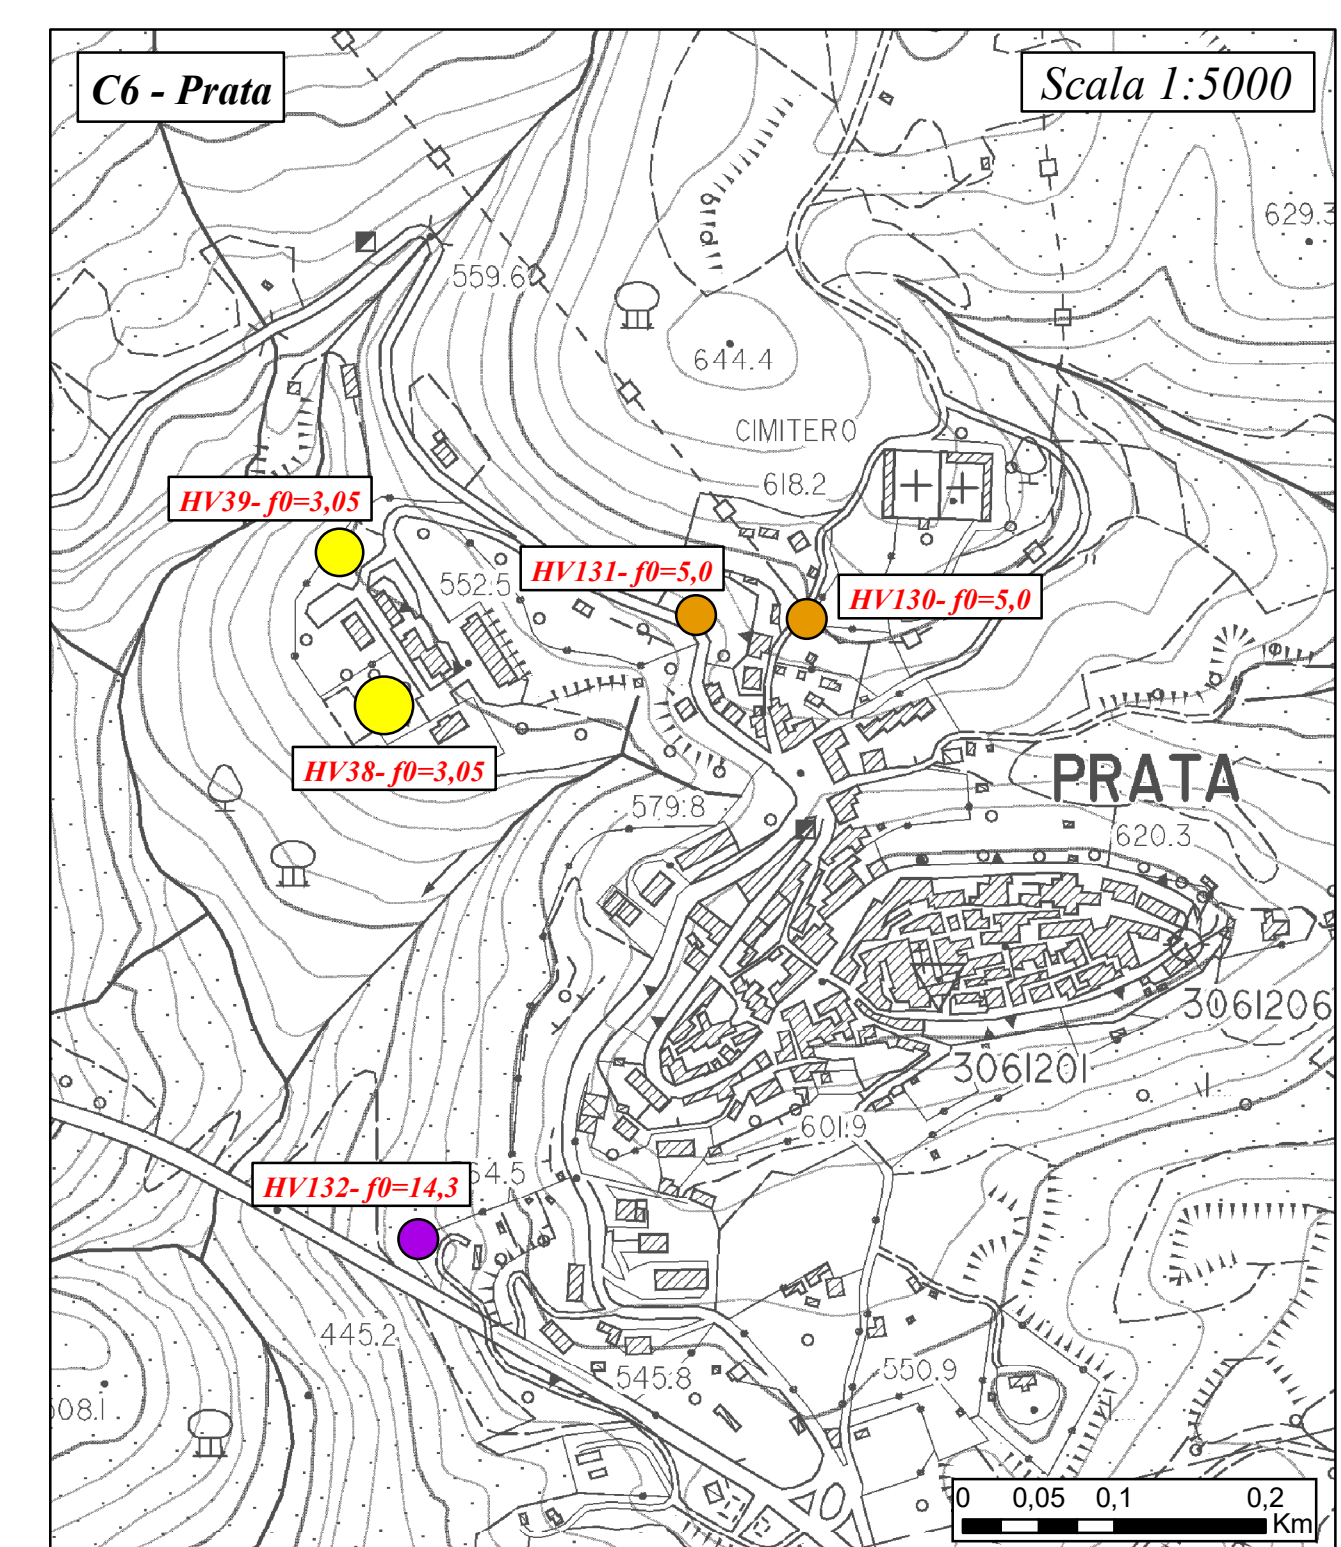 C6 - Prata
Scala 1:5000
629.3
559.6
644.4
CIMITERO
618.2
HV39- f0=3,05
HV131- f0=5,0
552.5
HV130- f0=5,0
HV38- f0=3,05
PRATA
579.8
620.3
3061206
3061201
601.9
HV132- f0=14,3
34.5
445.2
545.8
550.9
508.1
0 0,05 0,1 0,2
Km